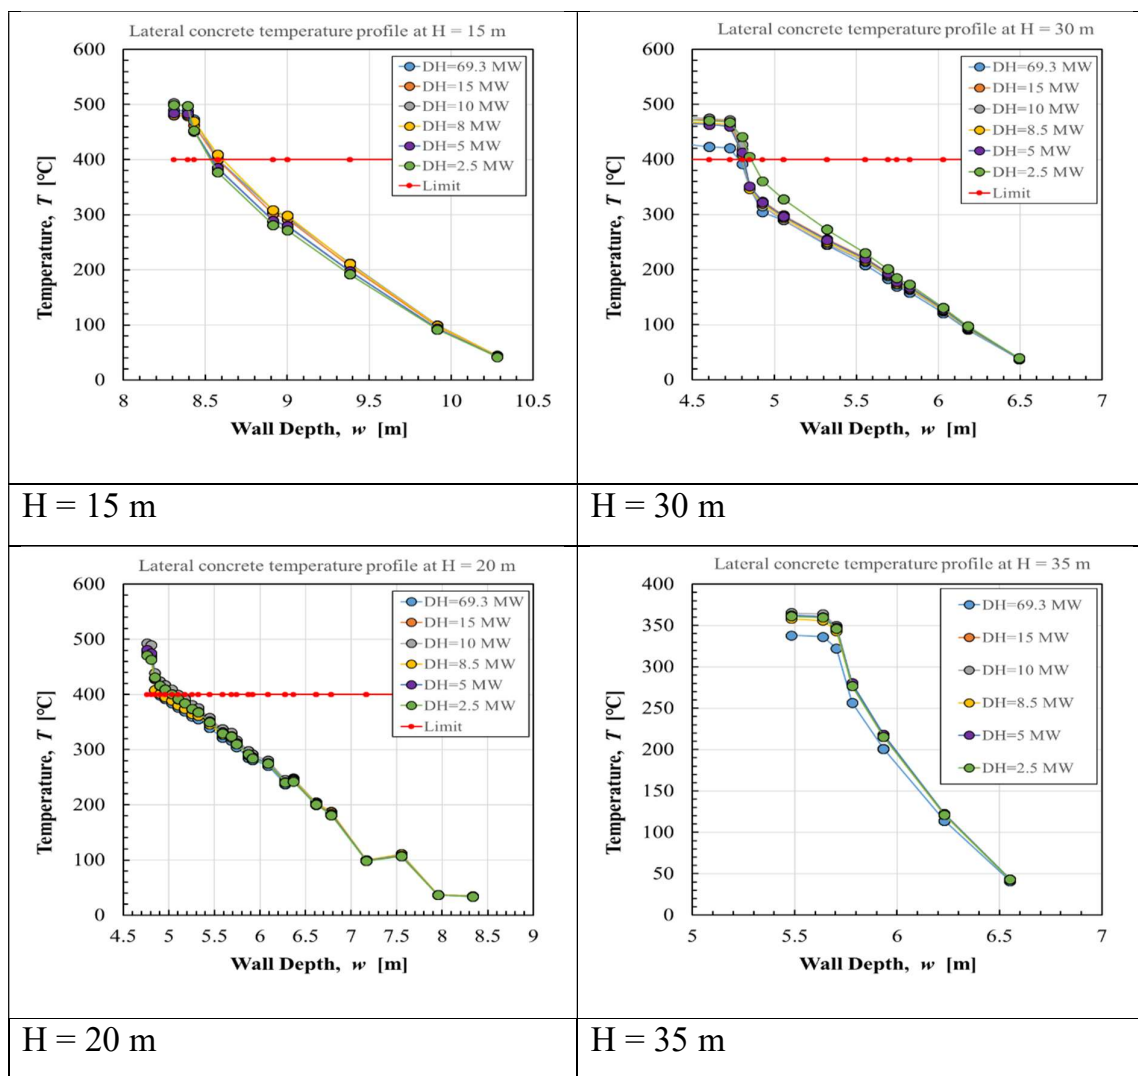 Lateral concrete temperature profile at H = 15 m
600
500
400
300
200
100
0
Temperature, T [°C]
DH=69.3 MW
DH=15 MW
DH=10 MW
DH=8 MW
DH=5 MW
DH=2.5 MW
Limit
8
8.5
9
9.5
10
10.5
Wall Depth, w [m]
Lateral concrete temperature profile at H = 30 m
600
500
400
300
200
100
0
Temperature, T [°C]
DH=69.3 MW
DH=15 MW
DH=10 MW
DH=8.5 MW
DH=5 MW
DH=2.5 MW
Limit
4.5
5
5.5
6
6.5
7
Wall Depth, w [m]
H = 15 m
H = 30 m
Lateral concrete temperature profile at H = 20 m
600
500
400
300
200
100
0
Temperature, T [°C]
DH=69.3 MW
DH=15 MW
DH=10 MW
DH=8.5 MW
DH=5 MW
DH=2.5 MW
Limit
4.5
5
5.5
6
6.5
7
7.5
8
8.5
9
Wall Depth, w [m]
Lateral concrete temperature profile at H = 35 m
400
350
300
250
200
150
100
50
0
Temperature, T [°C]
DH=69.3 MW
DH=15 MW
DH=10 MW
DH=8.5 MW
DH=5 MW
DH=2.5 MW
5
5.5
6
6.5
7
Wall Depth, w [m]
H = 20 m
H = 35 m